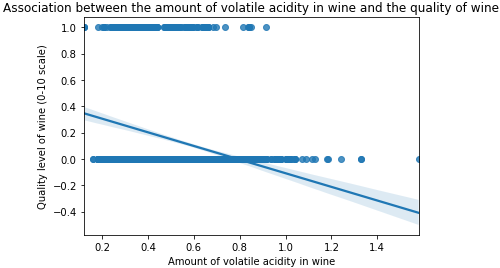 Association between the amount of volatile acidity in wine and the quality of wine
Quality level of wine (0-10 scale)
1.0
0.8
0.6
0.4
0.2
0.0
−0.2
−0.4
0.2 0.4 0.6 0.8 1.0 1.2 1.4
Amount of volatile acidity in wine